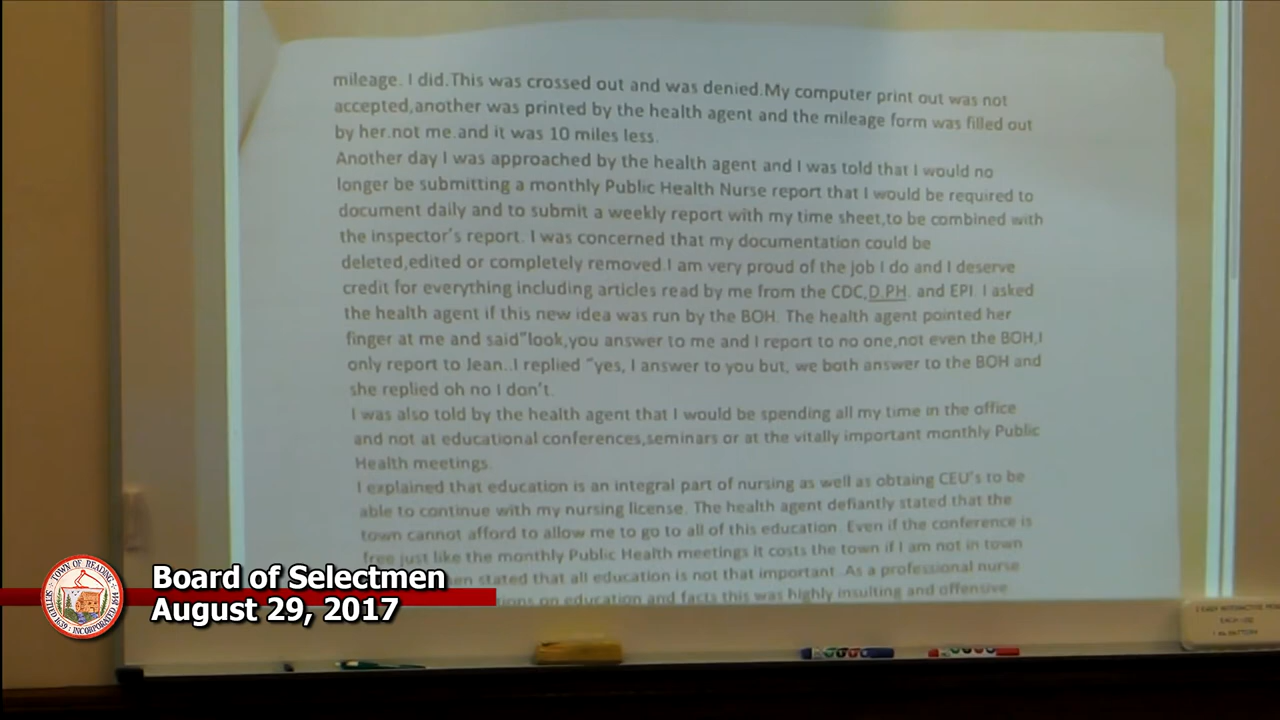 mileage. I did.This was crossed out and was denied.My computer print out was not
accepted,another was printed by the health agent and the mileage form was filled out
by her.not me.and it was 10 miles less.
Another day I was approached by the health agent and I was told that I would no
longer be submitting a monthly Public Health Nurse report that I would be required to
document daily and to submit a weekly report with my time sheet,to be combined with
the inspector's report. I was concerned that my documentation could be
deleted,edited or completely removed.I am very proud of the job I do and I deserve
credit for everything including articles read by me from the CDC,D.PH. and EPI. I asked
the health agent if this new idea was run by the BOH. The health agent pointed her
finger at me and said"look,you answer to me and I report to no one,not even the BOH,I
only report to Jean..I replied "yes, I answer to you but, we both answer to the BOH and
she replied oh no I don't.
I was also told by the health agent that I would be spending all my time in the office
and not at educational conferences,seminars or at the vitally important monthly Public
Health meetings.
I explained that education is an integral part of nursing as well as obtaing CEU's to be
able to continue with my nursing license. The health agent defiantly stated that the
town cannot afford to allow me to go to all of this education. Even if the conference is
free just like the monthly Public Health meetings it costs the town if I am not in town
stated that all education is not that important. As a professional nurse
on education and facts this was highly insulting and offensive
TOWN OF READING
INCORPORATED
Board of Selectmen
August 29, 2017